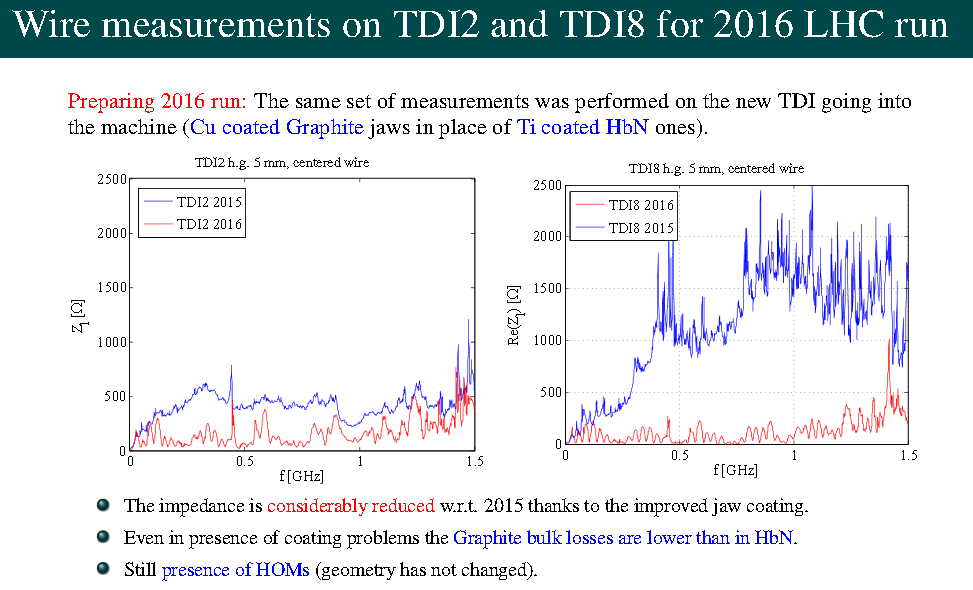 Wire measurements on TDI2 and TDI8 for 2016 LHC run
Preparing 2016 run: The same set of measurements was performed on the new TDI going into
the machine (Cu coated Graphite jaws in place of Ti coated HbN ones).
TDI2 h.g. 5 mm, centered wire
2500
2000
1500
1000
500
0
Zl [Ω]
TDI2 2015
TDI2 2016
0
0.5
1
1.5
f [GHz]
TDI8 h.g. 5 mm, centered wire
2500
2000
1500
1000
500
0
Re(Zl) [Ω]
TDI8 2016
TDI8 2015
0
0.5
1
1.5
f [GHz]
The impedance is considerably reduced w.r.t. 2015 thanks to the improved jaw coating.
Even in presence of coating problems the Graphite bulk losses are lower than in HbN.
Still presence of HOMs (geometry has not changed).